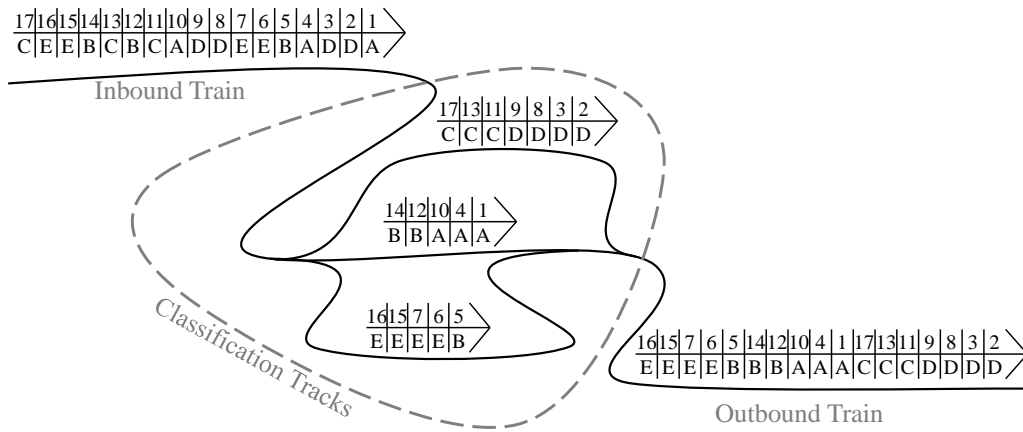 17 16 15 14 13 12 11 10 9 8 7 6 5 4 3 2 1
C E E B C B C A D D E E B A D D A
Inbound Train
17 13 11 9 8 3 2
C C C D D D D
14 12 10 4 1
B B A A A
16 15 7 6 5
E E E E B
Classification Tracks
16 15 7 6 5 14 12 10 4 1 17 13 11 9 8 3 2
E E E E B B B A A A C C C D D D D
Outbound Train